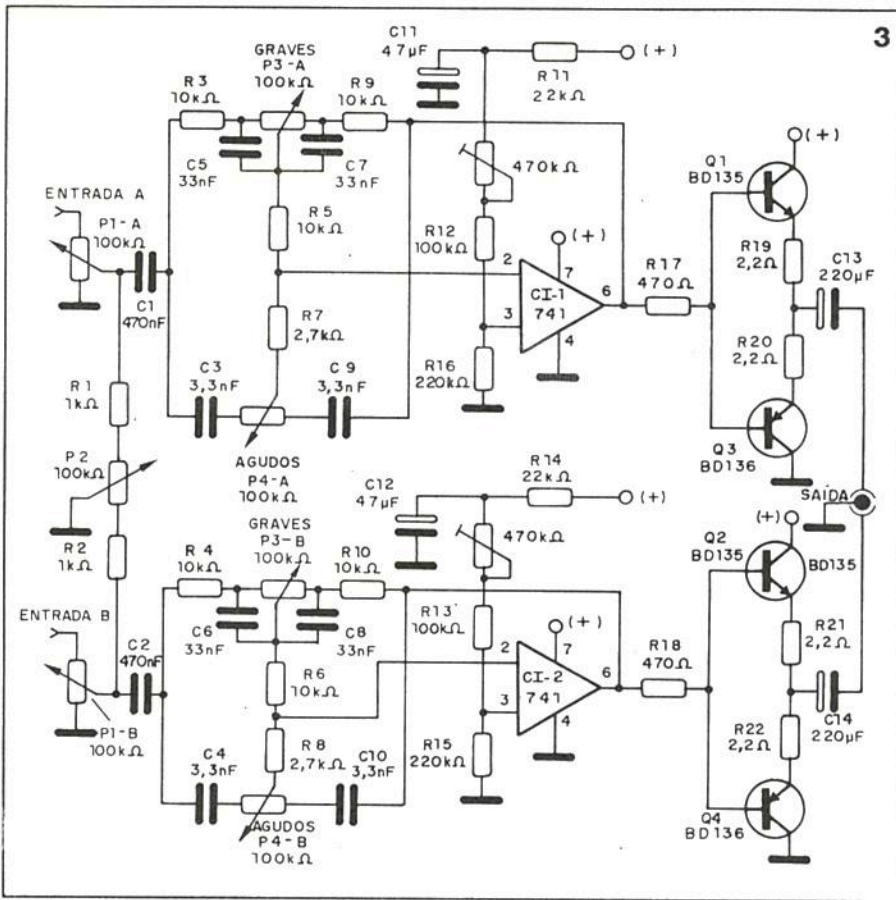 3
C11
47µF
GRAVES
P3-A
100kΩ
R3
10kΩ
R9
10kΩ
R11
22kΩ
(+)
C5
33nF
C7
33nF
470kΩ
Q1
BD135
(+)
ENTRADA A
P1-A
100kΩ
R5
10kΩ
R12
100kΩ
(+)
R19
2,2Ω
C13
220µF
C1
470nF
R7
2,7kΩ
2
7
CI-1
741
6
3
4
R17
470Ω
R20
2,2Ω
R16
220kΩ
C3
3,3nF
C9
3,3nF
R1
1kΩ
Q3
BD136
AGUDOS
P4-A
100kΩ
P2
100kΩ
R14
22kΩ
(+)
C12
47µF
SAÍDA
GRAVES
P3-B
100kΩ
470kΩ
(+)
R2
1kΩ
R4
10kΩ
R10
10kΩ
Q2
BD135
BD135
ENTRADA B
C6
33nF
C8
33nF
R13
100kΩ
(+)
C2
470nF
2
7
CI-2
741
6
3
4
R18
470Ω
R21
2,2Ω
R6
10kΩ
P1-B
100kΩ
R8
2,7kΩ
C4
3,3nF
C10
3,3nF
R15
220kΩ
R22
2,2Ω
C14
220µF
AGUDOS
P4-B
100kΩ
Q4
BD136